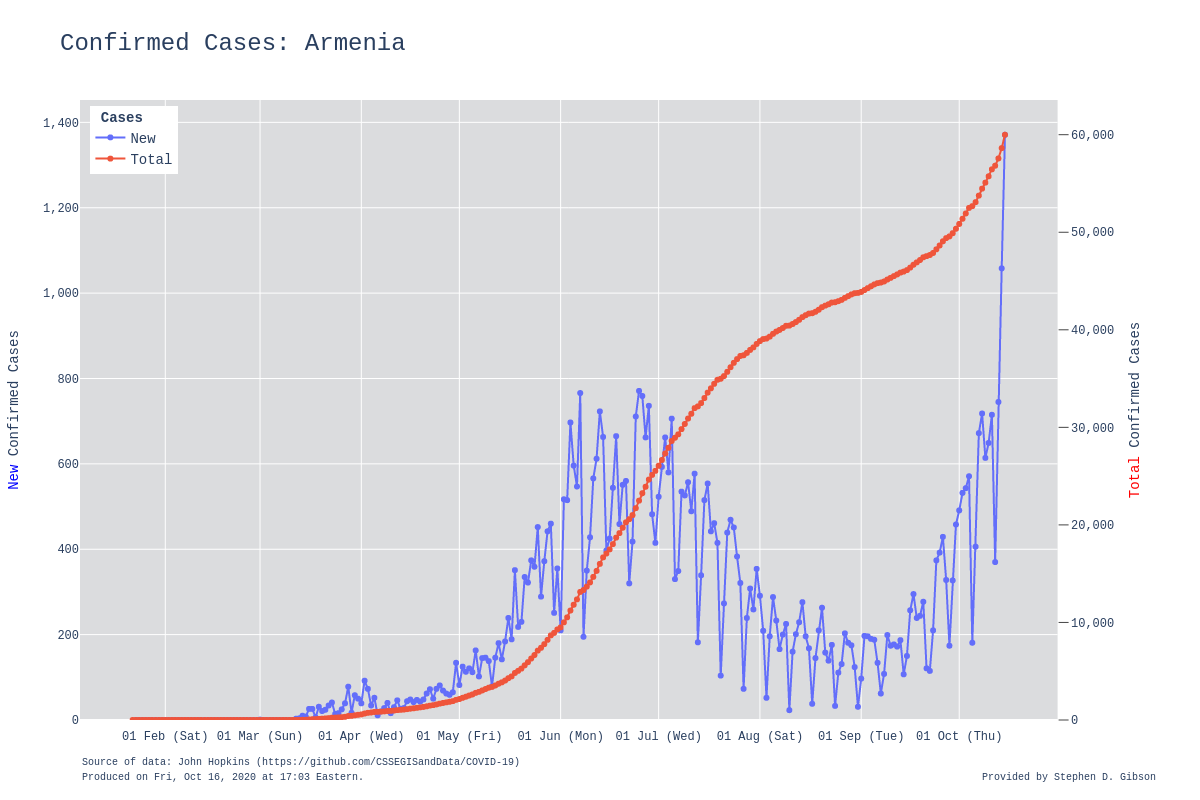 Confirmed Cases: Armenia
Cases
New
Total
1,400
1,200
1,000
800
600
400
200
0
60,000
50,000
40,000
30,000
20,000
10,000
0
New Confirmed Cases
Total Confirmed Cases
01 Feb (Sat) 01 Mar (Sun) 01 Apr (Wed) 01 May (Fri) 01 Jun (Mon) 01 Jul (Wed) 01 Aug (Sat) 01 Sep (Tue) 01 Oct (Thu)
Source of data: John Hopkins (https://github.com/CSSEGISandData/COVID-19)
Produced on Fri, Oct 16, 2020 at 17:03 Eastern.
Provided by Stephen D. Gibson